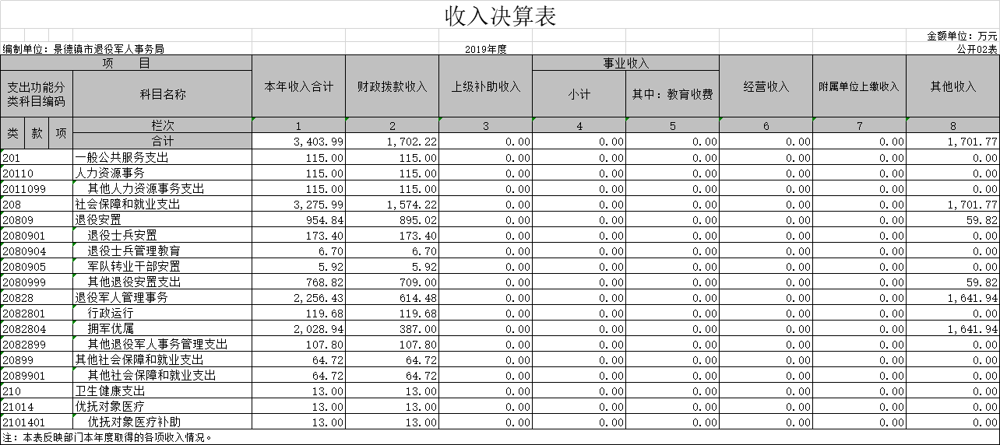 收入决算表
金额单位：万元
编制单位：景德镇市退役军人事务局 2019年度 公开02表
项 目 本年收入合计 财政拨款收入 上级补助收入 事业收入 经营收入 附属单位上缴收入 其他收入
支出功能分类科目编码 科目名称 小计 其中：教育收费
类 款 项 栏次 1 2 3 4 5 6 7 8
合计 3,403.99 1,702.22 0.00 0.00 0.00 0.00 0.00 1,701.77
201 一般公共服务支出 115.00 115.00 0.00 0.00 0.00 0.00 0.00 0.00
20110 人力资源事务 115.00 115.00 0.00 0.00 0.00 0.00 0.00 0.00
2011099 其他人力资源事务支出 115.00 115.00 0.00 0.00 0.00 0.00 0.00 0.00
208 社会保障和就业支出 3,275.99 1,574.22 0.00 0.00 0.00 0.00 0.00 1,701.77
20809 退役安置 954.84 895.02 0.00 0.00 0.00 0.00 0.00 59.82
2080901 退役士兵安置 173.40 173.40 0.00 0.00 0.00 0.00 0.00 0.00
2080904 退役士兵管理教育 6.70 6.70 0.00 0.00 0.00 0.00 0.00 0.00
2080905 军队转业干部安置 5.92 5.92 0.00 0.00 0.00 0.00 0.00 0.00
2080999 其他退役安置支出 768.82 709.00 0.00 0.00 0.00 0.00 0.00 59.82
20828 退役军人管理事务 2,256.43 614.48 0.00 0.00 0.00 0.00 0.00 1,641.94
2082801 行政运行 119.68 119.68 0.00 0.00 0.00 0.00 0.00 0.00
2082804 拥军优属 2,028.94 387.00 0.00 0.00 0.00 0.00 0.00 1,641.94
2082899 其他退役军人事务管理支出 107.80 107.80 0.00 0.00 0.00 0.00 0.00 0.00
20899 其他社会保障和就业支出 64.72 64.72 0.00 0.00 0.00 0.00 0.00 0.00
2089901 其他社会保障和就业支出 64.72 64.72 0.00 0.00 0.00 0.00 0.00 0.00
210 卫生健康支出 13.00 13.00 0.00 0.00 0.00 0.00 0.00 0.00
21014 优抚对象医疗 13.00 13.00 0.00 0.00 0.00 0.00 0.00 0.00
2101401 优抚对象医疗补助 13.00 13.00 0.00 0.00 0.00 0.00 0.00 0.00
注：本表反映部门本年度取得的各项收入情况。